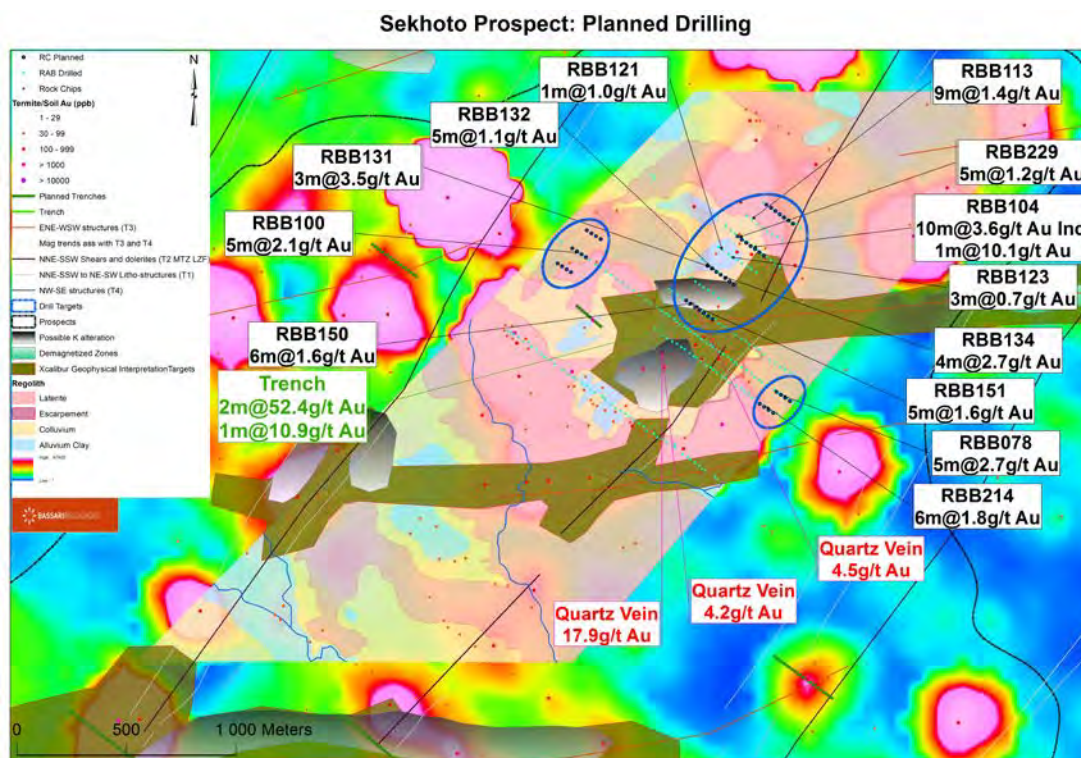 Sekhoto Prospect: Planned Drilling
RC Planned
RAB Drilled
Rock Chips
Termite/Soil Au (ppb)
1 - 29
30 - 99
100 - 999
> 1000
> 10000
Planned Trenches
Trench
ENE-WSW structures (T3)
Mag trends ass with T3 and T4
NNE-SSW Shears and dolerites (T2 MTZ LZF)
NNE-SSW to NE-SW Litho-structures (T1)
NW-SE structures (T4)
Drill Targets
Prospects
Possible K alteration
Demagnetized Zones
Xcalibur Geophysical InterpretationTargets
Regolith
Laterite
Escarpment
Colluvium
Alluvium Clay
BASSARI
N
RBB121
1m@1.0g/t Au
RBB132
5m@1.1g/t Au
RBB131
3m@3.5g/t Au
RBB100
5m@2.1g/t Au
RBB150
6m@1.6g/t Au
Trench
2m@52.4g/t Au
1m@10.9g/t Au
RBB113
9m@1.4g/t Au
RBB229
5m@1.2g/t Au
RBB104
10m@3.6g/t Au Inc
1m@10.1g/t Au
RBB123
3m@0.7g/t Au
RBB134
4m@2.7g/t Au
RBB151
5m@1.6g/t Au
RBB078
5m@2.7g/t Au
RBB214
6m@1.8g/t Au
Quartz Vein
4.5g/t Au
Quartz Vein
4.2g/t Au
Quartz Vein
17.9g/t Au
0 500 1 000 Meters